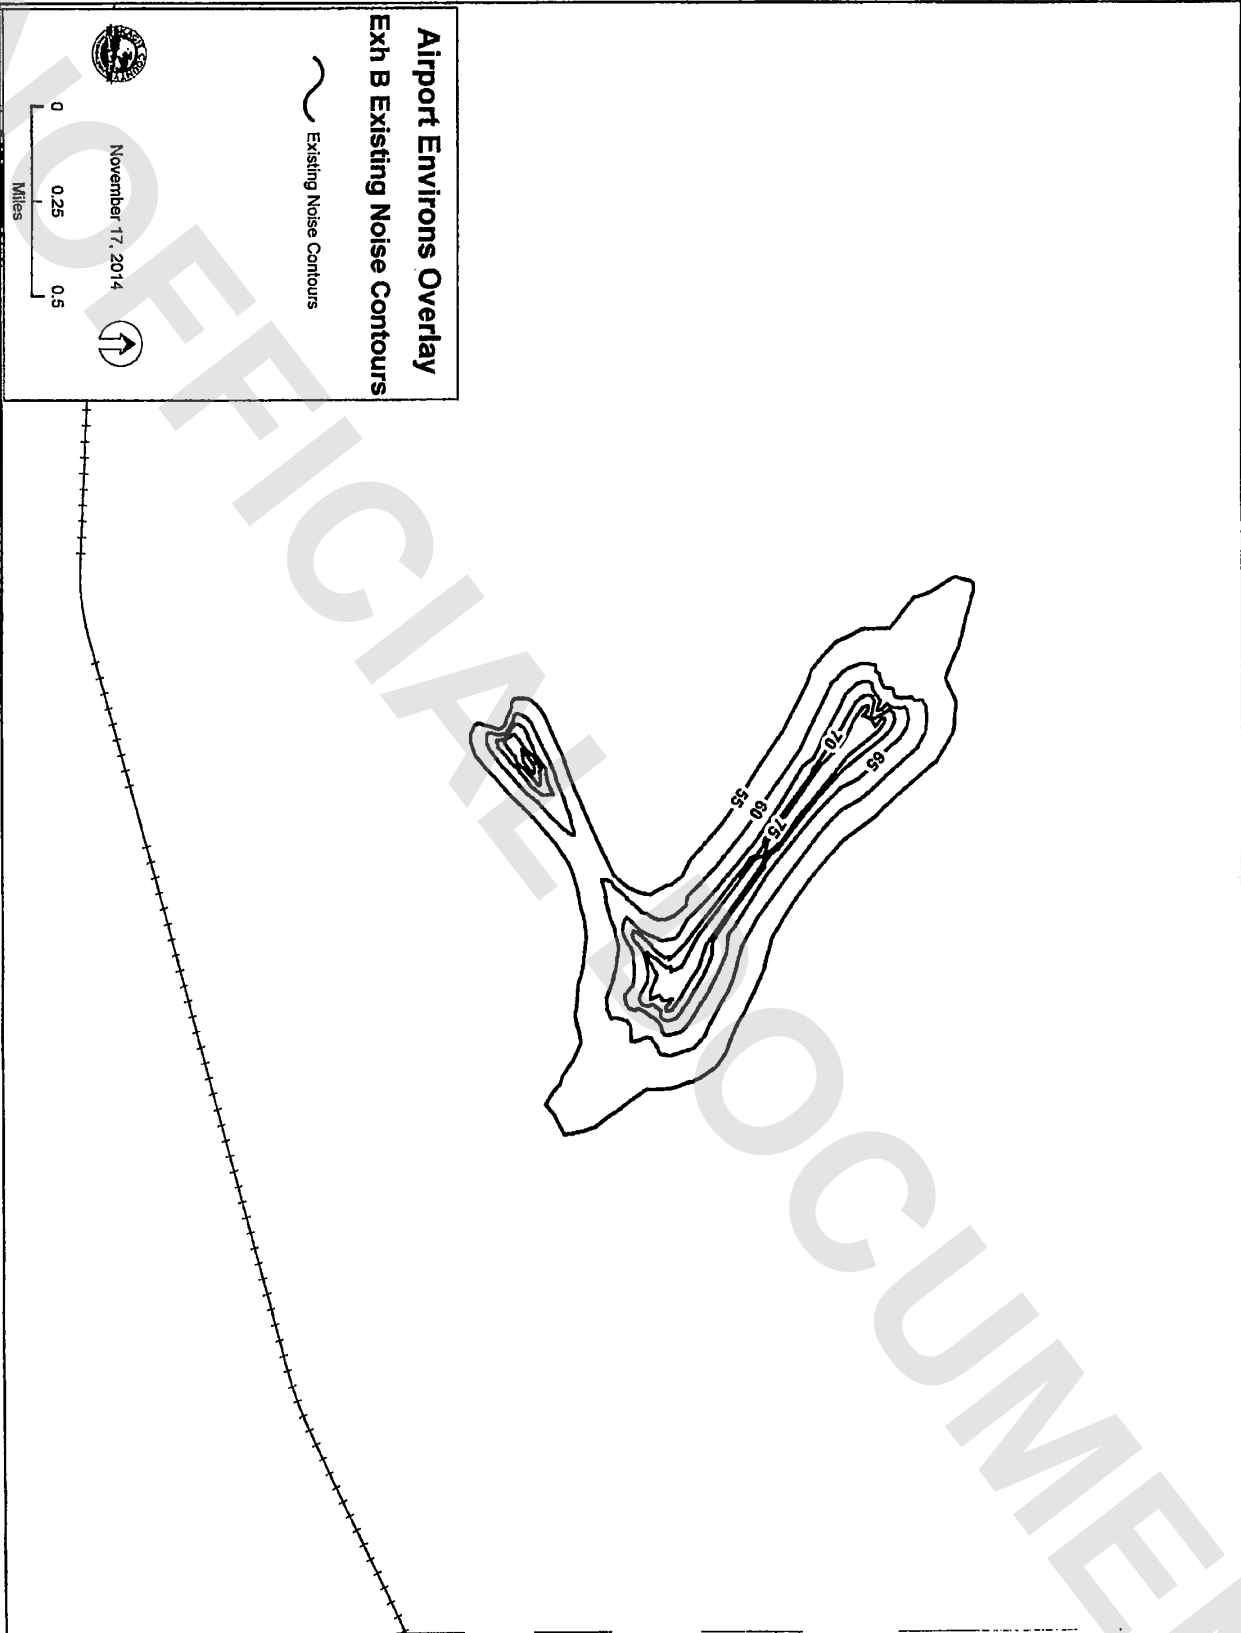 Airport Environs Overlay
Exh B Existing Noise Contours
Existing Noise Contours
November 17, 2014
0 0.25 0.5
Miles
70
65
55
60
75
UNOFFICIAL DOCUMENT